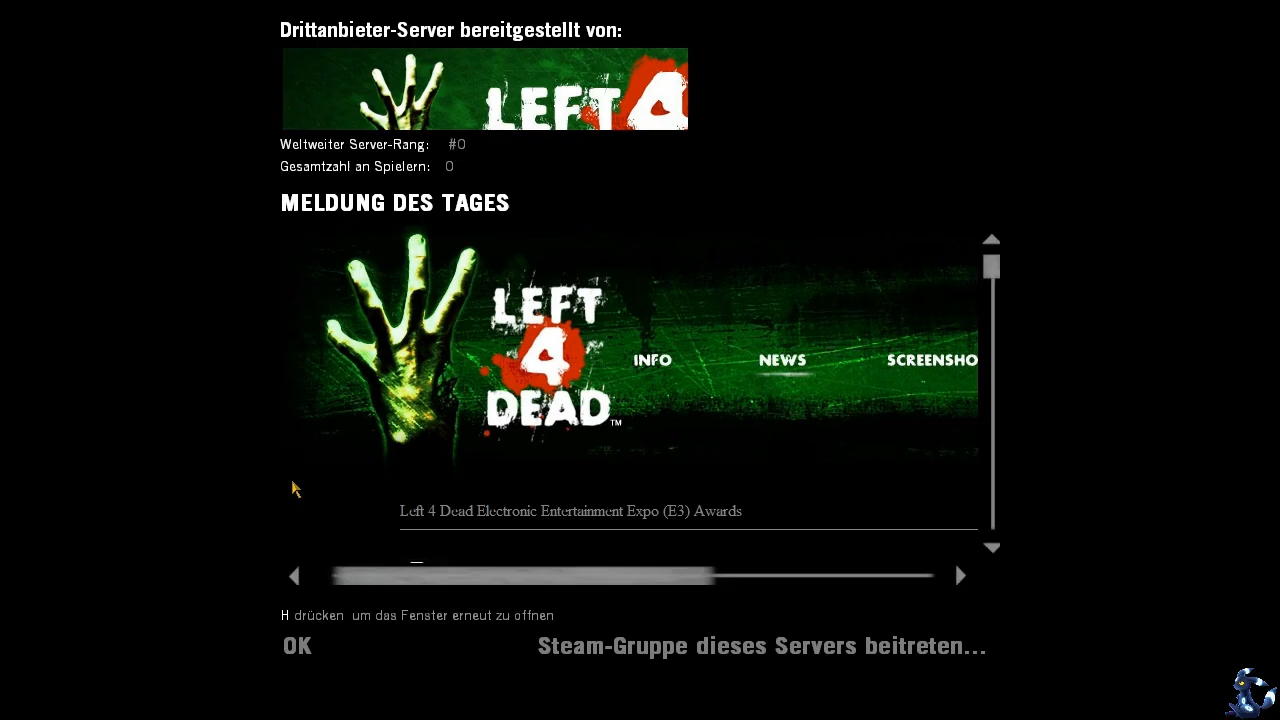 Drittanbieter-Server bereitgestellt von:
LEFT 4
Weltweiter Server-Rang: #0
Gesamtzahl an Spielern: 0
MELDUNG DES TAGES
LEFT
4
DEAD™
INFO NEWS SCREENSHO
Left 4 Dead Electronic Entertainment Expo (E3) Awards
H drücken um das Fenster erneut zu offnen
OK Steam-Gruppe dieses Servers beitreten...